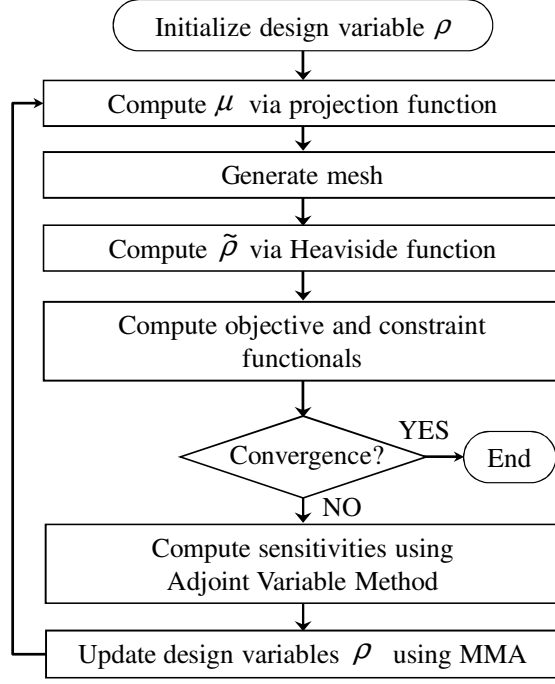 Initialize design variable ρ
Compute μ via projection function
Generate mesh
Compute ρ̃ via Heaviside function
Compute objective and constraint
functionals
YES
Convergence?
End
NO
Compute sensitivities using
Adjoint Variable Method
Update design variables ρ using MMA